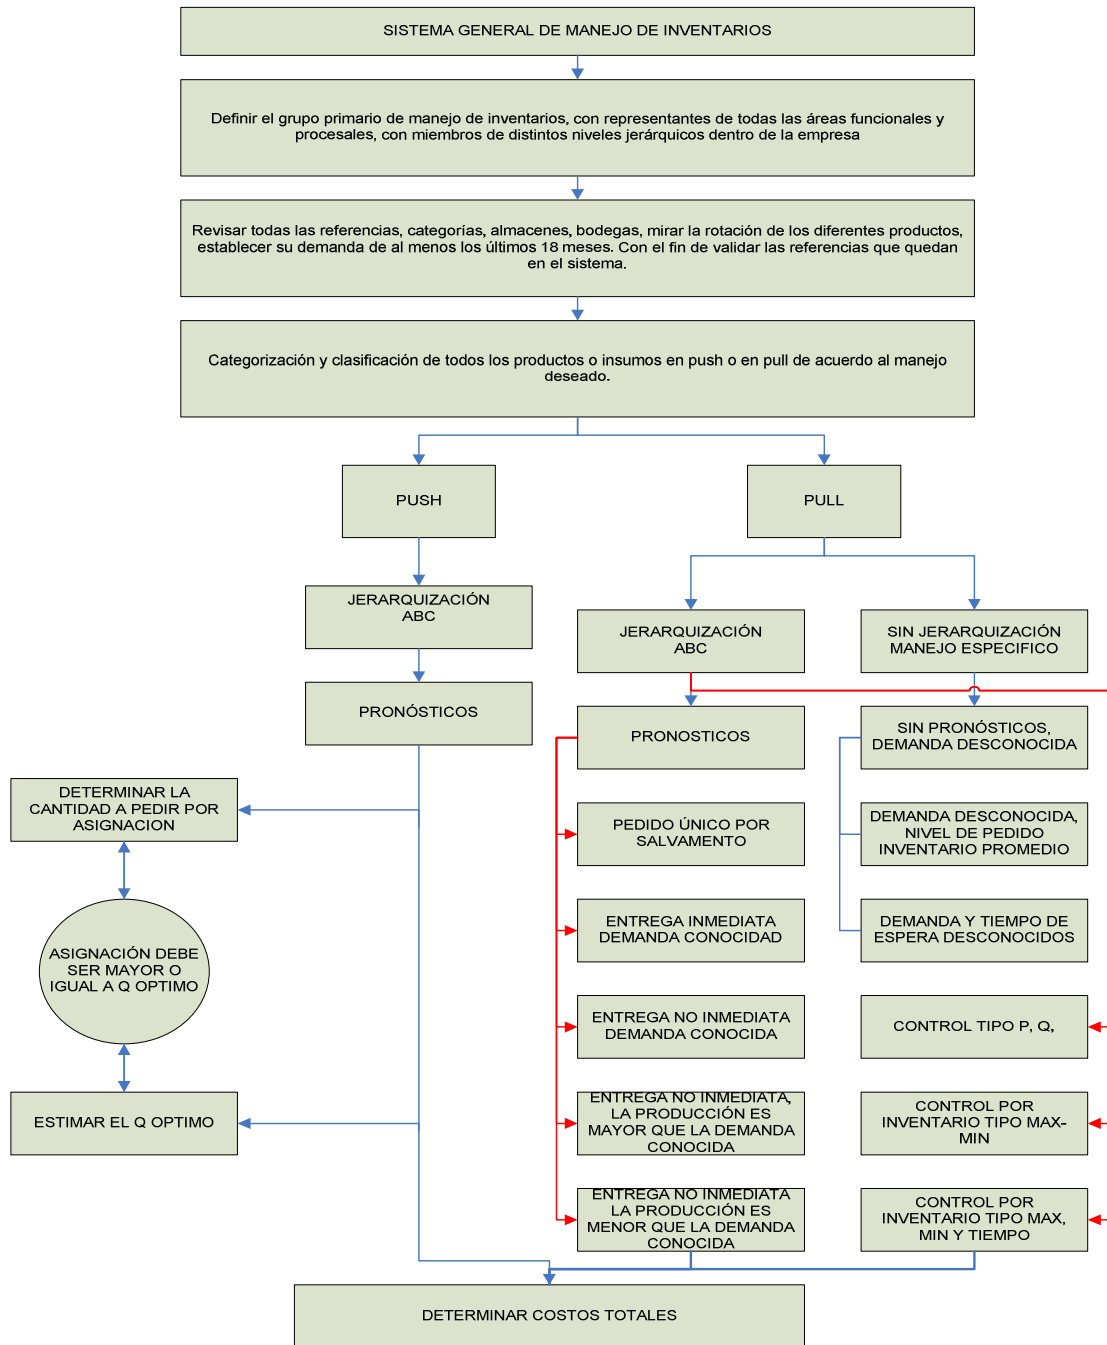 SISTEMA GENERAL DE MANEJO DE INVENTARIOS
Definir el grupo primario de manejo de inventarios, con representantes de todas las áreas funcionales y
procesales, con miembros de distintos niveles jerárquicos dentro de la empresa
Revisar todas las referencias, categorías, almacenes, bodegas, mirar la rotación de los diferentes productos,
establecer su demanda de al menos los últimos 18 meses. Con el fin de validar las referencias que quedan
en el sistema.
Categorización y clasificación de todos los productos o insumos en push o en pull de acuerdo al manejo
deseado.
PUSH
PULL
JERARQUIZACIÓN
ABC
JERARQUIZACIÓN
ABC
SIN JERARQUIZACIÓN
MANEJO ESPECIFICO
PRONÓSTICOS
PRONOSTICOS
SIN PRONÓSTICOS,
DEMANDA DESCONOCIDA
DETERMINAR LA
CANTIDAD A PEDIR POR
ASIGNACION
PEDIDO ÚNICO POR
SALVAMENTO
DEMANDA DESCONOCIDA,
NIVEL DE PEDIDO
INVENTARIO PROMEDIO
ASIGNACIÓN DEBE
SER MAYOR O
IGUAL A Q OPTIMO
ENTREGA INMEDIATA
DEMANDA CONOCIDAD
DEMANDA Y TIEMPO DE
ESPERA DESCONOCIDOS
ENTREGA NO INMEDIATA
DEMANDA CONOCIDA
CONTROL TIPO P, Q,
ESTIMAR EL Q OPTIMO
ENTREGA NO INMEDIATA,
LA PRODUCCIÓN ES
MAYOR QUE LA DEMANDA
CONOCIDA
CONTROL POR
INVENTARIO TIPO MAX-
MIN
ENTREGA NO INMEDIATA
LA PRODUCCIÓN ES
MENOR QUE LA DEMANDA
CONOCIDA
CONTROL POR
INVENTARIO TIPO MAX,
MIN Y TIEMPO
DETERMINAR COSTOS TOTALES